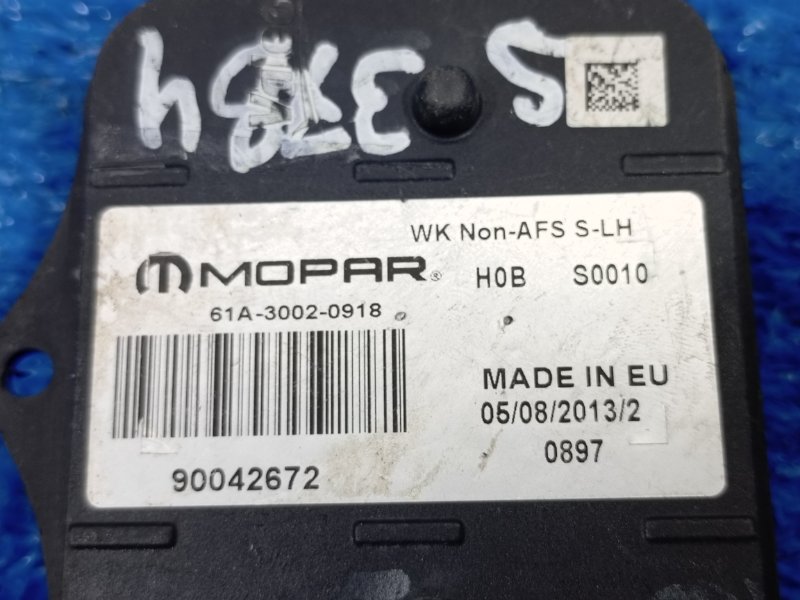 WK Non-AFS S-LH
MOPAR®
H0B S0010
61A-3002-0918
MADE IN EU
05/08/2013/2
0897
90042672